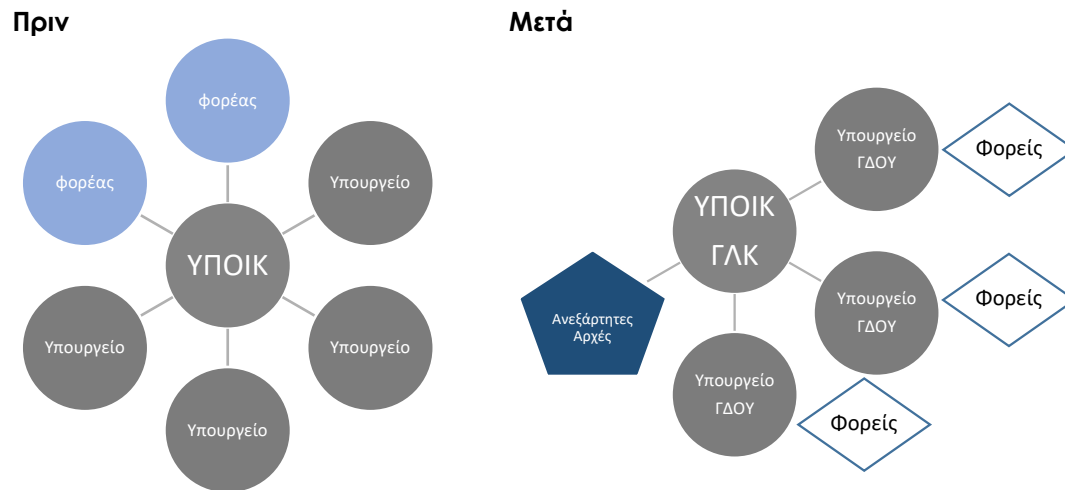 Πριν
φορέας
φορέας
Υπουργείο
ΥΠΟΙΚ
Υπουργείο
Υπουργείο
Υπουργείο
Μετά
Υπουργείο
ΓΔΟΥ
Φορείς
ΥΠΟΙΚ
ΓΛΚ
Ανεξάρτητες
Αρχές
Υπουργείο
ΓΔΟΥ
Φορείς
Υπουργείο
ΓΔΟΥ
Φορείς